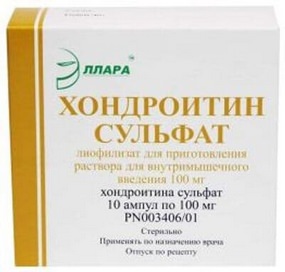 ЭЛЛАРА
ХОНДРОИТИН
СУЛЬФАТ
лиофилизат для приготовления
раствора для внутримышечного
введения 100 мг
хондроитина сульфат
10 ампул по 100 мг
PN003406/01
Стерильно
Применять по назначению врача
Отпуск по рецепту